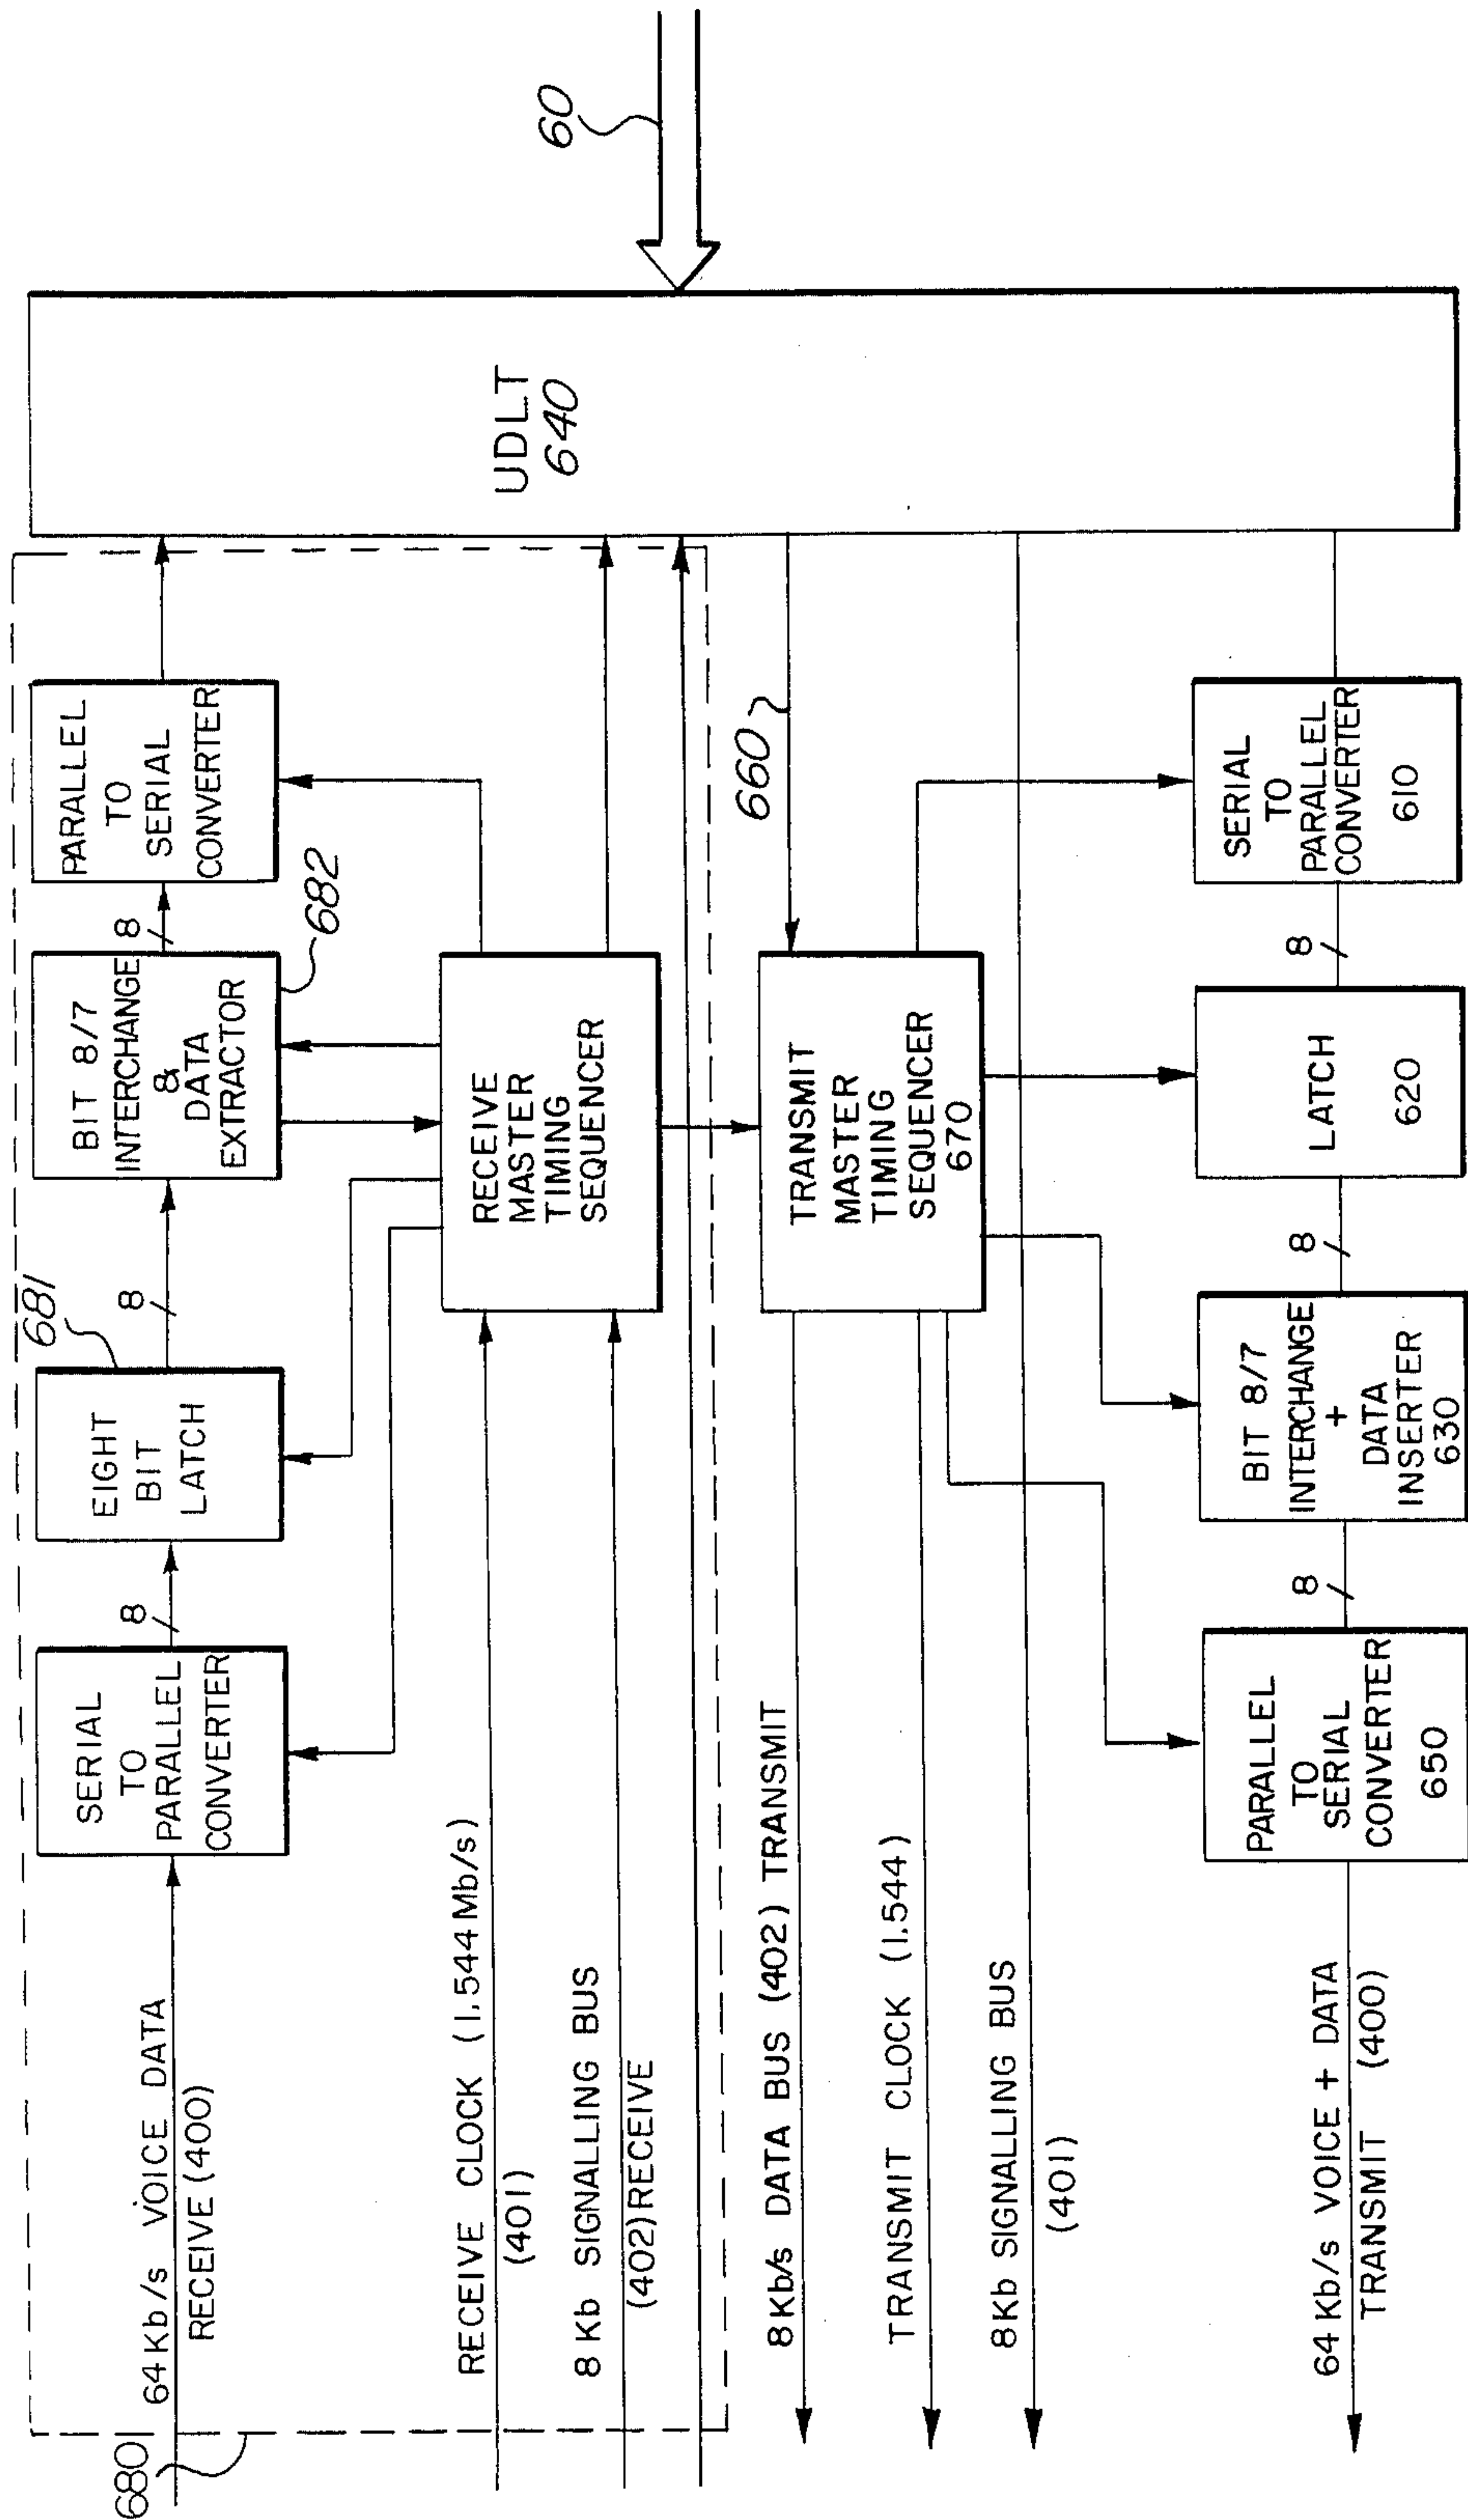 680
64 Kb/s VOICE DATA
RECEIVE (400)
SERIAL
TO
PARALLEL
CONVERTER
8
EIGHT
BIT
LATCH
681
8
BIT 8/7
INTERCHANGE
&
DATA
EXTRACTOR
682
8
PARALLEL
TO
SERIAL
CONVERTER
RECEIVE CLOCK (1.544 Mb/s)
(401)
8 Kb SIGNALLING BUS
(402) RECEIVE
RECEIVE
MASTER
TIMING
SEQUENCER
UDLT
640
60
8 Kb/s DATA BUS (402) TRANSMIT
TRANSMIT CLOCK (1.544)
8 Kb SIGNALLING BUS
(401)
TRANSMIT
MASTER
TIMING
SEQUENCER
670
660
64 Kb/s VOICE + DATA
TRANSMIT (400)
PARALLEL
TO
SERIAL
CONVERTER
650
8
BIT 8/7
INTERCHANGE
+
DATA
INSERTER
630
8
LATCH
620
8
SERIAL
TO
PARALLEL
CONVERTER
610